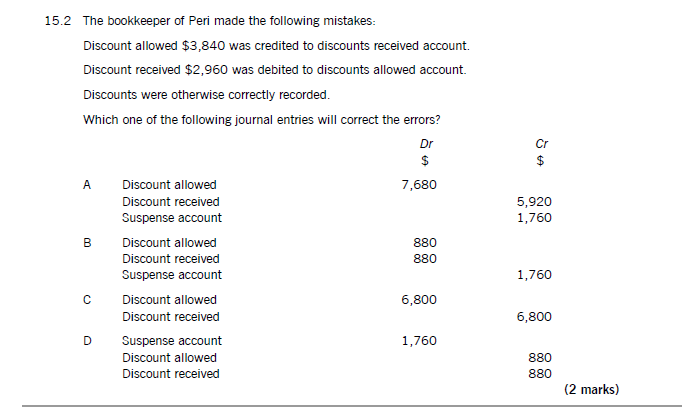 15.2 The bookkeeper of Peri made the following mistakes:
Discount allowed $3,840 was credited to discounts received account.
Discount received $2,960 was debited to discounts allowed account.
Discounts were otherwise correctly recorded.
Which one of the following journal entries will correct the errors?
Dr Cr
$ $
A Discount allowed 7,680
Discount received 5,920
Suspense account 1,760
B Discount allowed 880
Discount received 880
Suspense account 1,760
C Discount allowed 6,800
Discount received 6,800
D Suspense account 1,760
Discount allowed 880
Discount received 880
(2 marks)